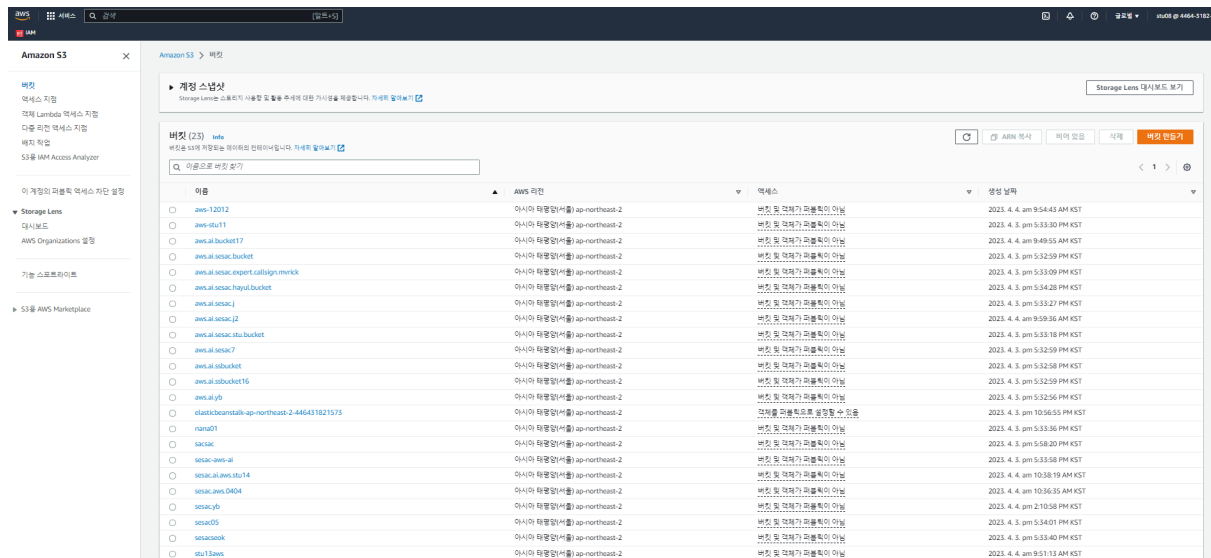 aws 서비스 검색 [알트+S] 글로벌 ▼ stu08 @ 4464-3182-
IAM
Amazon S3
버킷
액세스 지점
객체 Lambda 액세스 지점
다중 리전 액세스 지점
배치 작업
S3용 IAM Access Analyzer
이 계정의 퍼블릭 액세스 차단 설정
Storage Lens
대시보드
AWS Organizations 설정
기능 스포트라이트
S3용 AWS Marketplace
Amazon S3 > 버킷
계정 스냅샷
Storage Lens는 스토리지 사용량 및 활동 추세에 대한 가시성을 제공합니다. 자세히 알아보기
Storage Lens 대시보드 보기
버킷 (23) Info
버킷은 S3에 저장되는 데이터의 컨테이너입니다. 자세히 알아보기
ARN 복사 비어 있음 삭제 버킷 만들기
이름으로 버킷 찾기
< 1 >
이름 AWS 리전 액세스 생성 날짜
aws-12012 아시아 태평양(서울) ap-northeast-2 버킷 및 객체가 퍼블릭이 아님 2023. 4. 4. am 9:54:43 AM KST
aws-stu11 아시아 태평양(서울) ap-northeast-2 버킷 및 객체가 퍼블릭이 아님 2023. 4. 3. pm 5:33:30 PM KST
aws.ai.bucket17 아시아 태평양(서울) ap-northeast-2 버킷 및 객체가 퍼블릭이 아님 2023. 4. 4. am 9:49:55 AM KST
aws.ai.sesac.bucket 아시아 태평양(서울) ap-northeast-2 버킷 및 객체가 퍼블릭이 아님 2023. 4. 3. pm 5:32:59 PM KST
aws.ai.sesac.expert.callsign.mvrick 아시아 태평양(서울) ap-northeast-2 버킷 및 객체가 퍼블릭이 아님 2023. 4. 3. pm 5:33:09 PM KST
aws.ai.sesac.hayul.bucket 아시아 태평양(서울) ap-northeast-2 버킷 및 객체가 퍼블릭이 아님 2023. 4. 3. pm 5:34:28 PM KST
aws.ai.sesac.j 아시아 태평양(서울) ap-northeast-2 버킷 및 객체가 퍼블릭이 아님 2023. 4. 3. pm 5:33:27 PM KST
aws.ai.sesac.j2 아시아 태평양(서울) ap-northeast-2 버킷 및 객체가 퍼블릭이 아님 2023. 4. 4. am 9:59:36 AM KST
aws.ai.sesac.stu.bucket 아시아 태평양(서울) ap-northeast-2 버킷 및 객체가 퍼블릭이 아님 2023. 4. 3. pm 5:33:18 PM KST
aws.ai.sesac7 아시아 태평양(서울) ap-northeast-2 버킷 및 객체가 퍼블릭이 아님 2023. 4. 3. pm 5:32:59 PM KST
aws.ai.ssbucket 아시아 태평양(서울) ap-northeast-2 버킷 및 객체가 퍼블릭이 아님 2023. 4. 3. pm 5:32:58 PM KST
aws.ai.ssbucket16 아시아 태평양(서울) ap-northeast-2 버킷 및 객체가 퍼블릭이 아님 2023. 4. 3. pm 5:32:59 PM KST
aws.ai.yb 아시아 태평양(서울) ap-northeast-2 버킷 및 객체가 퍼블릭이 아님 2023. 4. 3. pm 5:32:56 PM KST
elasticbeanstalk-ap-northeast-2-446431821573 아시아 태평양(서울) ap-northeast-2 객체를 퍼블릭으로 설정할 수 있음 2023. 4. 3. pm 10:56:55 PM KST
nana01 아시아 태평양(서울) ap-northeast-2 버킷 및 객체가 퍼블릭이 아님 2023. 4. 3. pm 5:33:36 PM KST
sacsac 아시아 태평양(서울) ap-northeast-2 버킷 및 객체가 퍼블릭이 아님 2023. 4. 3. pm 5:58:20 PM KST
sesac-aws-ai 아시아 태평양(서울) ap-northeast-2 버킷 및 객체가 퍼블릭이 아님 2023. 4. 3. pm 5:33:58 PM KST
sesac.ai.aws.stu14 아시아 태평양(서울) ap-northeast-2 버킷 및 객체가 퍼블릭이 아님 2023. 4. 4. am 10:38:19 AM KST
sesac.aws.0404 아시아 태평양(서울) ap-northeast-2 버킷 및 객체가 퍼블릭이 아님 2023. 4. 4. am 10:36:35 AM KST
sesac.yb 아시아 태평양(서울) ap-northeast-2 버킷 및 객체가 퍼블릭이 아님 2023. 4. 4. pm 2:10:58 PM KST
sesac05 아시아 태평양(서울) ap-northeast-2 버킷 및 객체가 퍼블릭이 아님 2023. 4. 3. pm 5:34:01 PM KST
sesacseok 아시아 태평양(서울) ap-northeast-2 버킷 및 객체가 퍼블릭이 아님 2023. 4. 3. pm 5:33:40 PM KST
stu13aws 아시아 태평양(서울) ap-northeast-2 버킷 및 객체가 퍼블릭이 아님 2023. 4. 4. am 9:51:13 AM KST